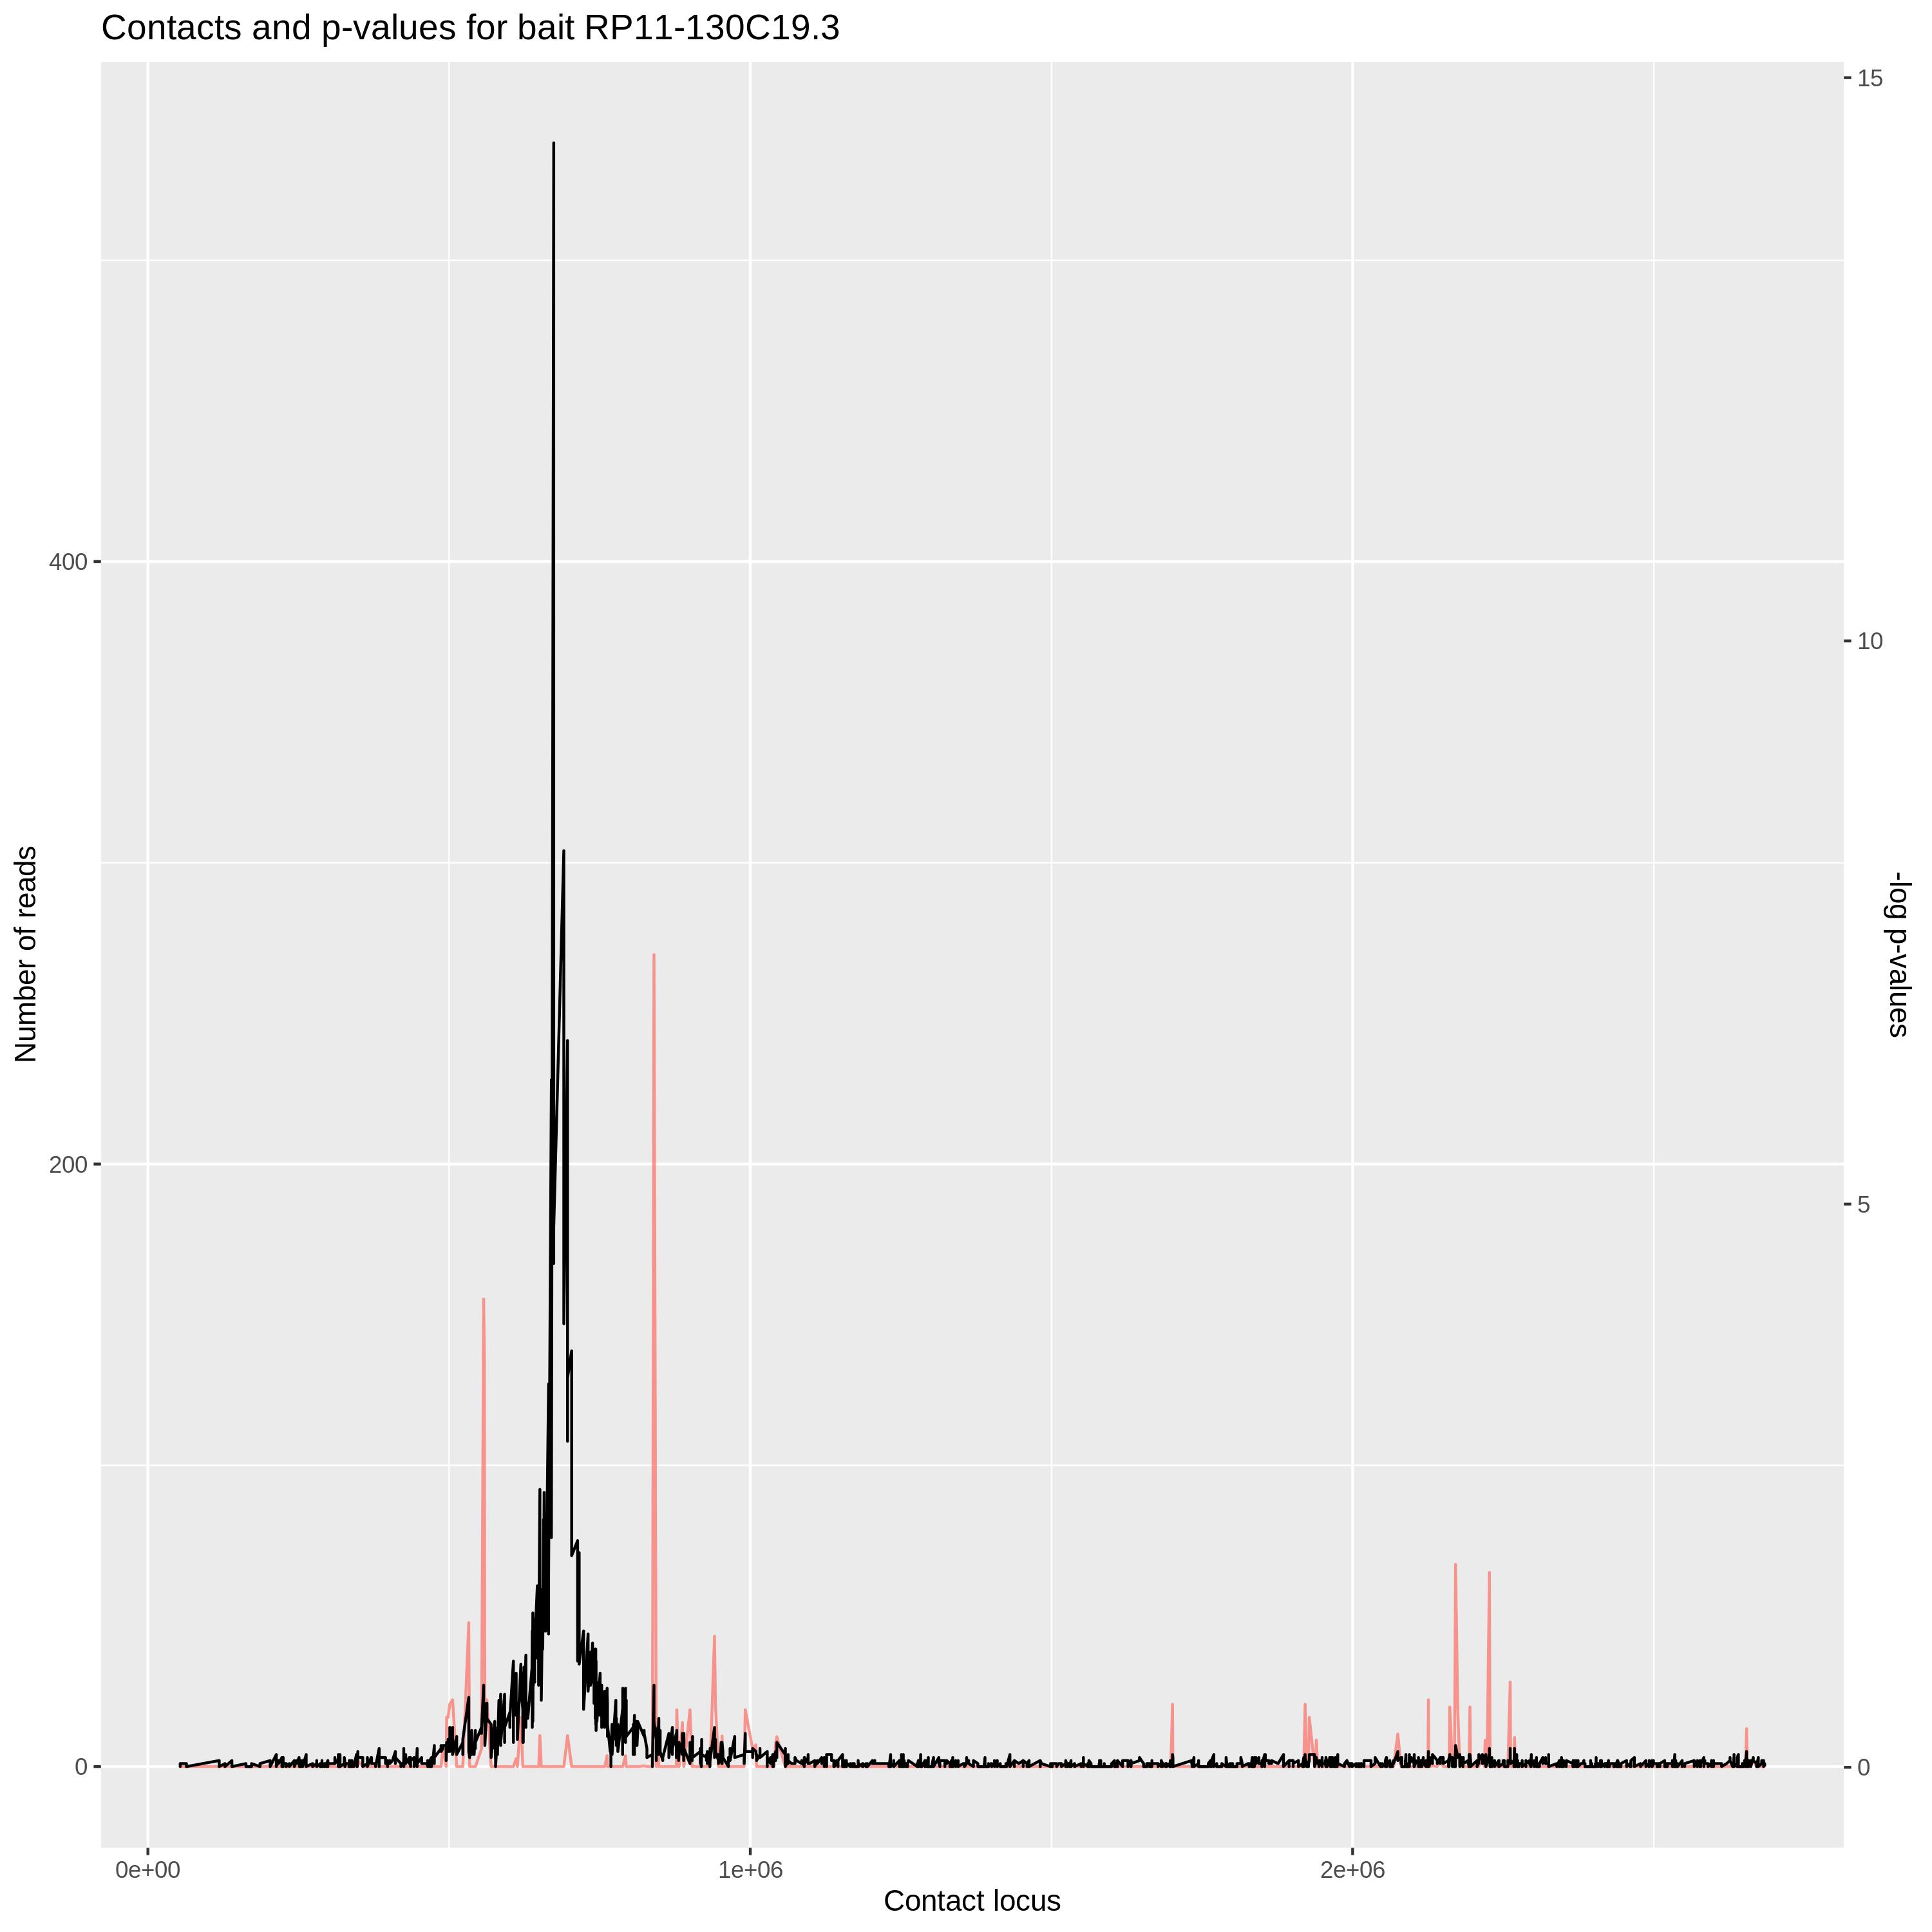 Contacts and p-values for bait RP11-130C19.3
15
400
10
Number of reads
-log p-values
200
5
0
0
0e+00
1e+06
2e+06
Contact locus